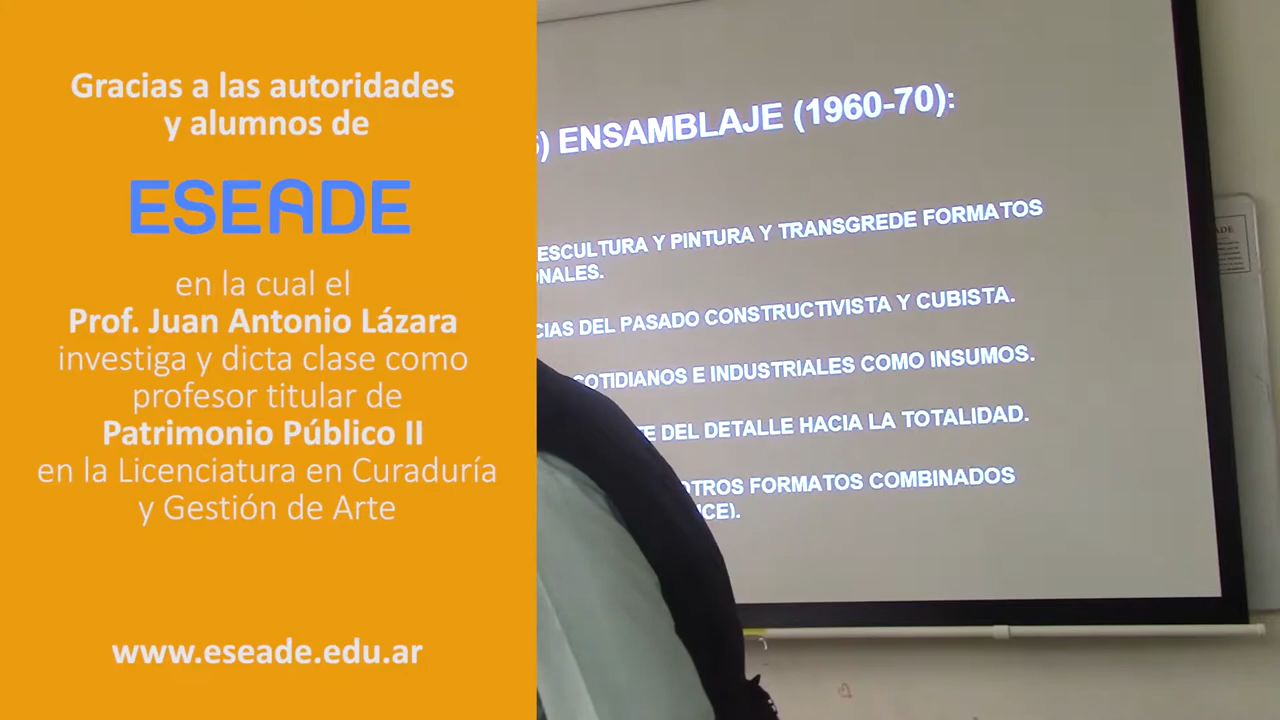 Gracias a las autoridades
y alumnos de
ESEADE
en la cual el
Prof. Juan Antonio Lázara
investiga y dicta clase como
profesor titular de
Patrimonio Público II
en la Licenciatura en Curaduría
y Gestión de Arte
www.eseade.edu.ar
ENSAMBLAJE (1960-70):
ESCULTURA Y PINTURA Y TRANSGREDE FORMATOS
DEL PASADO CONSTRUCTIVISTA Y CUBISTA.
COTIDIANOS E INDUSTRIALES COMO INSUMOS.
DEL DETALLE HACIA LA TOTALIDAD.
OTROS FORMATOS COMBINADOS